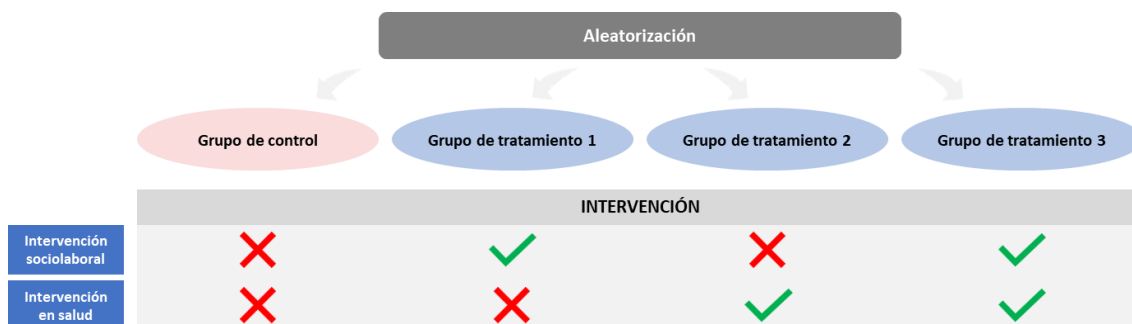 Aleatorización
Grupo de control
Grupo de tratamiento 1
Grupo de tratamiento 2
Grupo de tratamiento 3
INTERVENCIÓN
Intervención
sociolaboral
Intervención
en salud